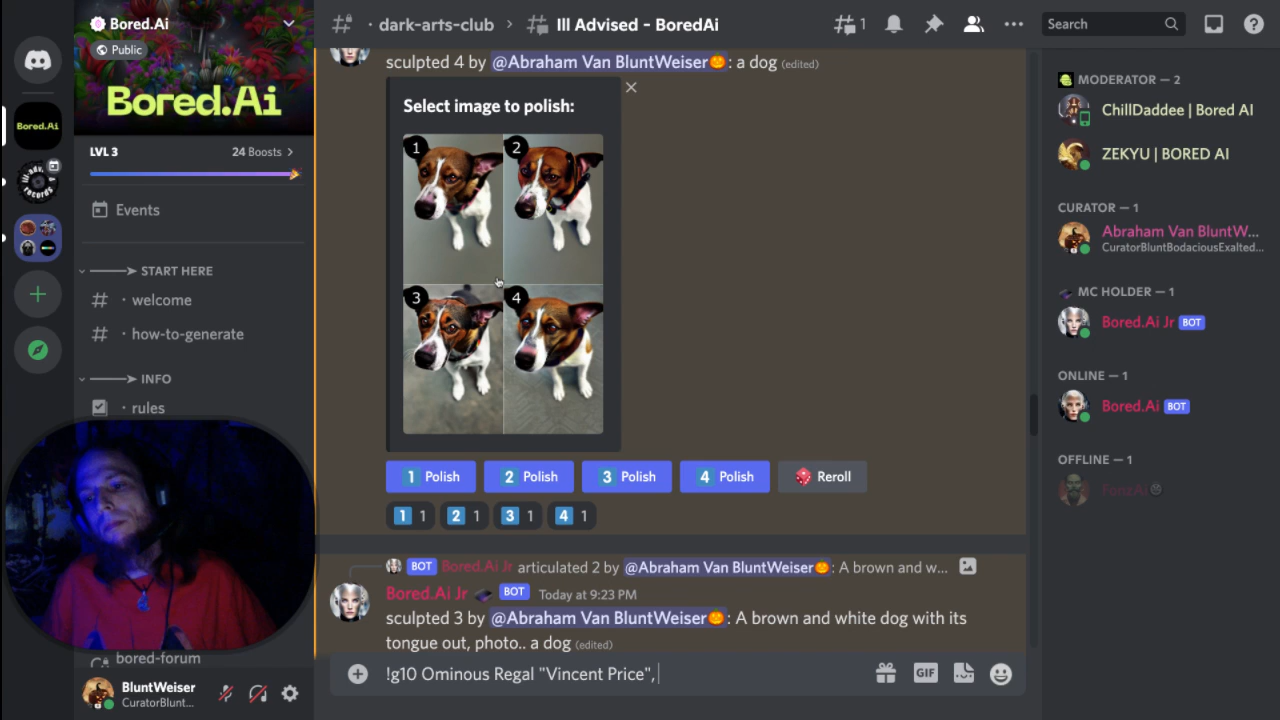 Bored.Ai
Public
Bored.Ai
LVL 3
24 Boosts
Events
START HERE
# · welcome
# · how-to-generate
INFO
· rules
bored-forum
BluntWeiser
CuratorBlunt...
· dark-arts-club
Ill Advised - BoredAi
1
Search
sculpted 4 by @Abraham Van BluntWeiser🎃: a dog (edited)
Select image to polish:
1
2
3
4
1 Polish
2 Polish
3 Polish
4 Polish
Reroll
1 1
2 1
3 1
4 1
BOT Bored.Ai Jr articulated 2 by @Abraham Van BluntWeiser🎃: A brown and w...
Bored.Ai Jr BOT Today at 9:23 PM
sculpted 3 by @Abraham Van BluntWeiser🎃: A brown and white dog with its
tongue out, photo.. a dog (edited)
!g10 Ominous Regal "Vincent Price",
GIF
MODERATOR — 2
ChillDaddee | Bored AI
ZEKYU | BORED AI
CURATOR — 1
Abraham Van BluntW...
CuratorBluntBodaciousExalted...
MC HOLDER — 1
Bored.Ai Jr BOT
ONLINE — 1
Bored.Ai BOT
OFFLINE — 1